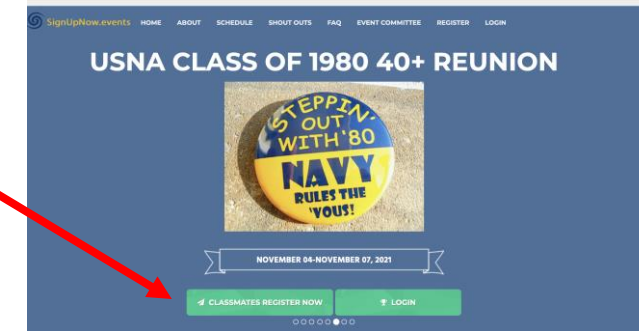 SignUpNow.events HOME ABOUT SCHEDULE SHOUT OUTS FAQ EVENT COMMITTEE REGISTER LOGIN
USNA CLASS OF 1980 40+ REUNION
STEPPIN'
OUT
WITH '80
NAVY
RULES THE
'VOUS!
NOVEMBER 04-NOVEMBER 07, 2021
CLASSMATES REGISTER NOW
LOGIN